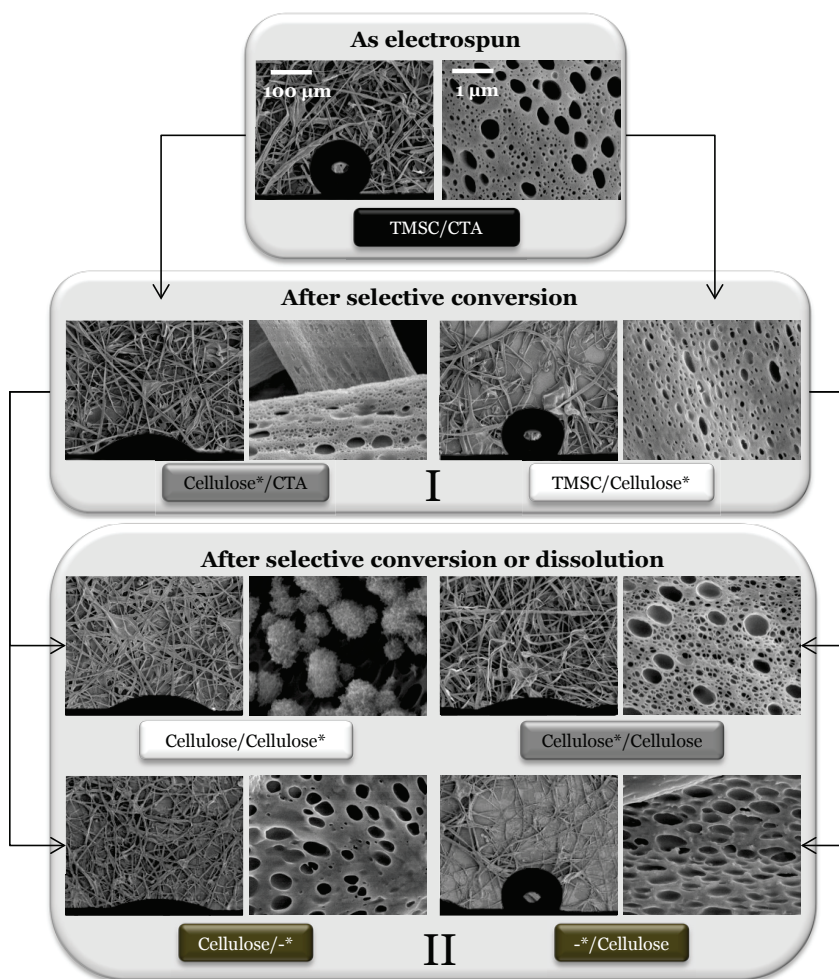 As electrospun
100 μm
1 μm
TMSC/CTA
After selective conversion
Cellulose*/CTA
I
TMSC/Cellulose*
After selective conversion or dissolution
Cellulose/Cellulose*
Cellulose*/Cellulose
Cellulose/-*
II
-*/Cellulose